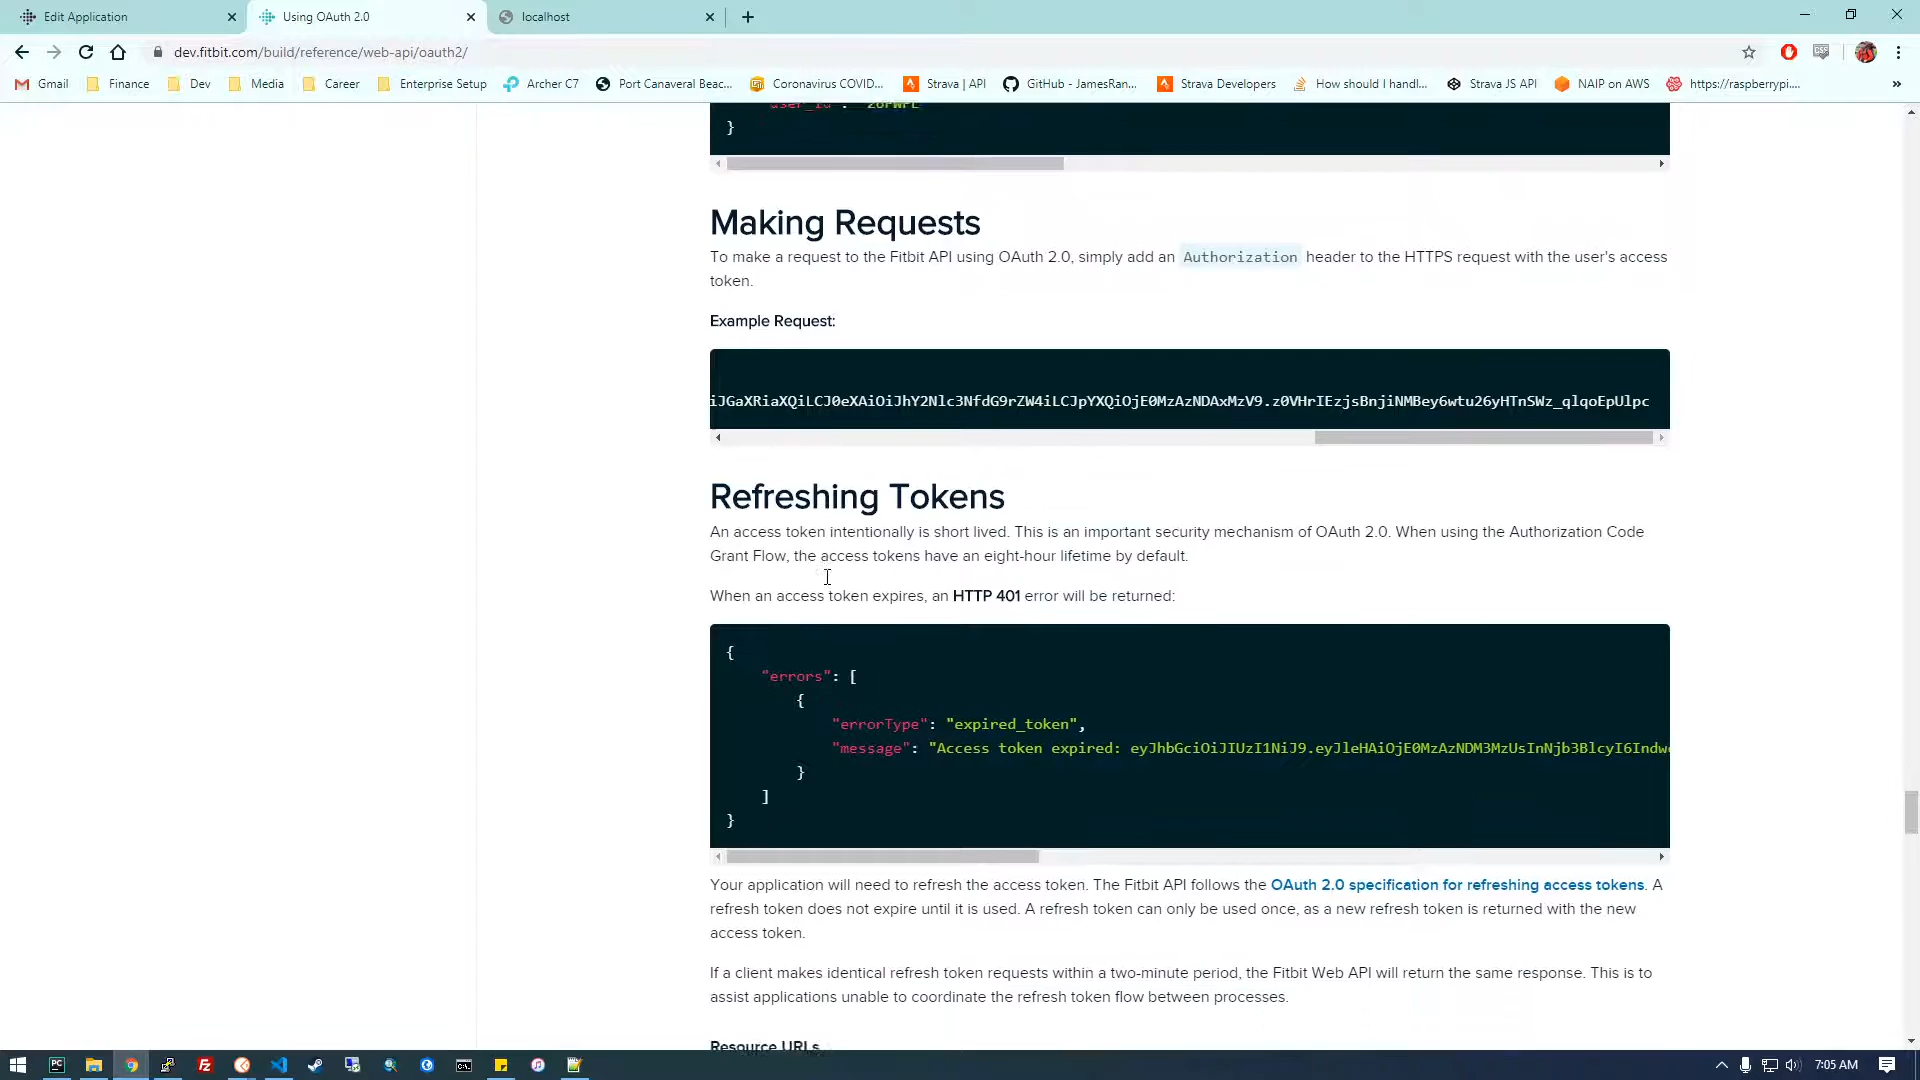 Edit Application
Using OAuth 2.0
localhost
dev.fitbit.com/build/reference/web-api/oauth2/
Gmail
Finance
Dev
Media
Career
Enterprise Setup
Archer C7
Port Canaveral Beac...
Coronavirus COVID...
Strava | API
GitHub - JamesRan...
Strava Developers
How should I handl...
Strava JS API
NAIP on AWS
https://raspberrypi....
»
}
Making Requests
To make a request to the Fitbit API using OAuth 2.0, simply add an Authorization header to the HTTPS request with the user's access
token.
Example Request:
iJGaXRiaXQiLCJ0eXAiOiJhY2Nlc3NfdG9rZW4iLCJpYXQiOjE0MzAzNDAxMzV9.z0VHrIEzjsBnjiNMBey6wtu26yHTnSWz_qlqoEpUlpc
Refreshing Tokens
An access token intentionally is short lived. This is an important security mechanism of OAuth 2.0. When using the Authorization Code
Grant Flow, the access tokens have an eight-hour lifetime by default.
When an access token expires, an HTTP 401 error will be returned:
{
"errors": [
{
"errorType": "expired_token",
"message": "Access token expired: eyJhbGciOiJIUzI1NiJ9.eyJleHAiOjE0MzAzNDM3MzUsInNjb3BlcyI6Indw
}
]
}
Your application will need to refresh the access token. The Fitbit API follows the OAuth 2.0 specification for refreshing access tokens. A
refresh token does not expire until it is used. A refresh token can only be used once, as a new refresh token is returned with the new
access token.
If a client makes identical refresh token requests within a two-minute period, the Fitbit Web API will return the same response. This is to
assist applications unable to coordinate the refresh token flow between processes.
Resource URLs
7:05 AM